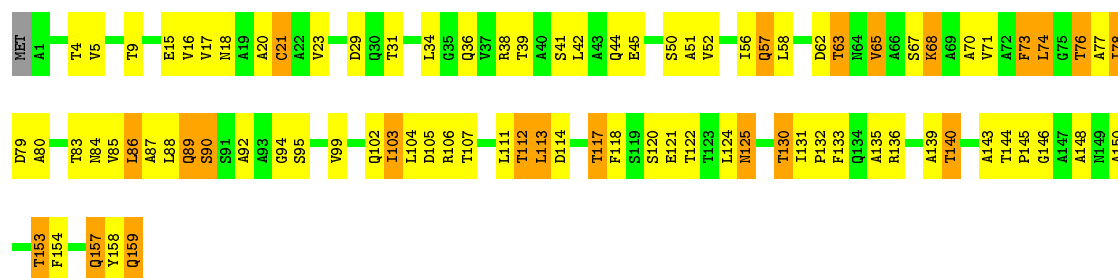 MET A1 T4 V5 T9 E15 V16 V17 N18 A19 A20 C21 A22 V23 D29 Q30 T31 L34 G35 Q36 V37 R38 T39 A40 S41 L42 A43 Q44 E45 S50 A51 V52 I56 Q57 L58 D62 T63 N64 V65 A66 S67 K68 A69 A70 V71 A72 F73 L74 G75 T76 A77 I78
D79 A80 T83 N84 V85 L86 A87 L88 Q89 S90 S91 A92 A93 G94 S95 V99 Q102 I103 L104 D105 R106 T107 L111 T112 L113 D114 T117 F118 S119 S120 E121 T122 T123 L124 N125 T130 I131 P132 F133 Q134 A135 R136 A139 T140 A143 T144 P145 G146 A147 A148 N149 A150
T153 F154 Q157 Y158 Q159